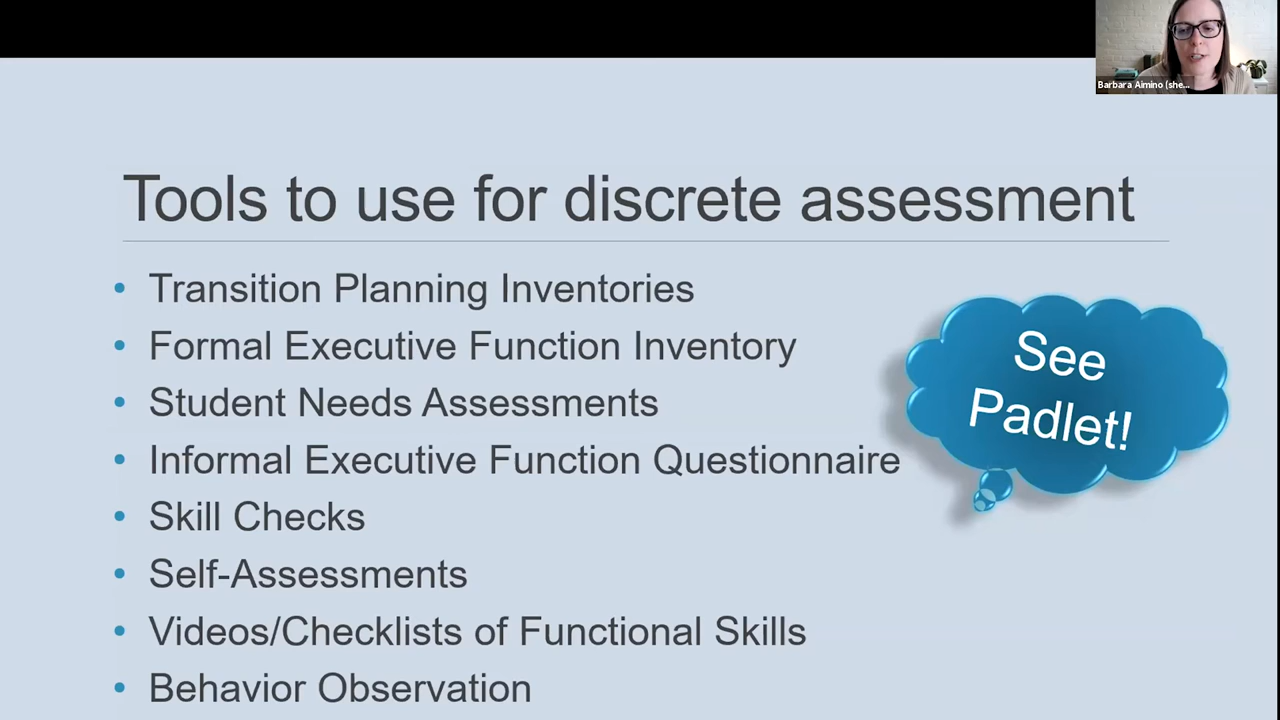 Barbara Aimino (she...
Tools to use for discrete assessment
• Transition Planning Inventories
• Formal Executive Function Inventory
• Student Needs Assessments
• Informal Executive Function Questionnaire
• Skill Checks
• Self-Assessments
• Videos/Checklists of Functional Skills
• Behavior Observation
See
Padlet!